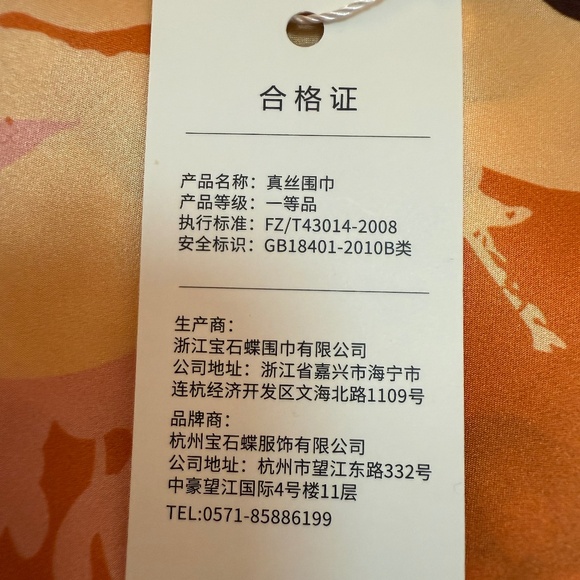 合格证
产品名称：真丝围巾
产品等级：一等品
执行标准：FZ/T43014-2008
安全标识：GB18401-2010B类
生产商：
浙江宝石蝶围巾有限公司
公司地址：浙江省嘉兴市海宁市
连杭经济开发区文海北路1109号
品牌商：
杭州宝石蝶服饰有限公司
公司地址：杭州市望江东路332号
中豪望江国际4号楼11层
TEL:0571-85886199